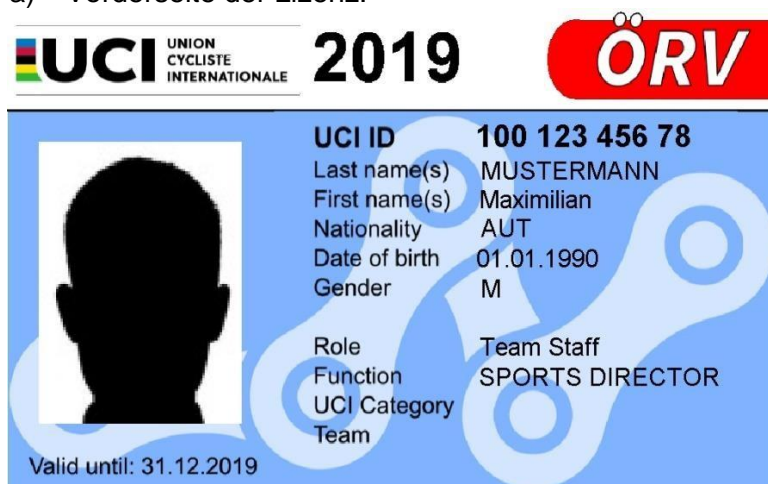 a) Vorderseite der Lizenz:
UCI UNION CYCLISTE INTERNATIONALE 2019 ÖRV
UCI ID 100 123 456 78
Last name(s) MUSTERMANN
First name(s) Maximilian
Nationality AUT
Date of birth 01.01.1990
Gender M
Role Team Staff
Function SPORTS DIRECTOR
UCI Category
Team
Valid until: 31.12.2019